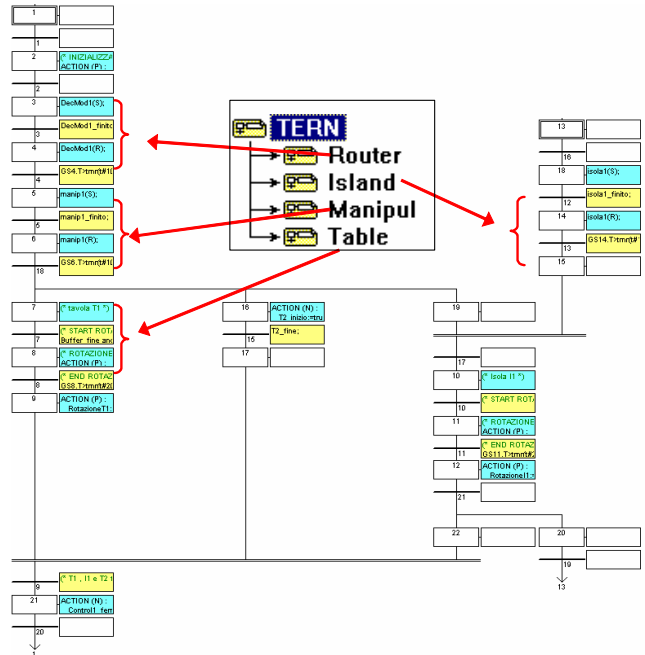 1
1
2
(* INIZIALIZZA
ACTION (P) :
2
3
DecMod1(S);
3
DecMod1_finito
4
DecMod1(R);
4
GS4.T>tmr(t#10
5
manip1(S);
5
manip1_finito;
6
manip1(R);
18
GS6.T>tmr(t#10
TERN
Router
Island
Manipul
Table
13
16
18
isola1(S);
12
isola1_finito;
14
isola1(R);
13
GS14.T>tmr(t#
15
7
(* tavola T1 *)
7
(* START ROTA
Buffer_fine and
8
(* ROTAZIONE
ACTION (P) :
8
(* END ROTAZ
GS8.T>tmr(t#20
9
ACTION (P) :
RotazioneT1:
16
ACTION (N) :
T2_inizio:=tru
15
T2_fine;
17
19
17
10
(* Isola I1 *)
10
(* START ROTA
11
(* ROTAZIONE
ACTION (P) :
11
(* END ROTAZ
GS11.T>tmr(t#
12
ACTION (P) :
RotazioneI1:
21
22
20
19
13
9
(* T1 , I1 e T2
21
ACTION (N) :
Control1_ferm
20
1